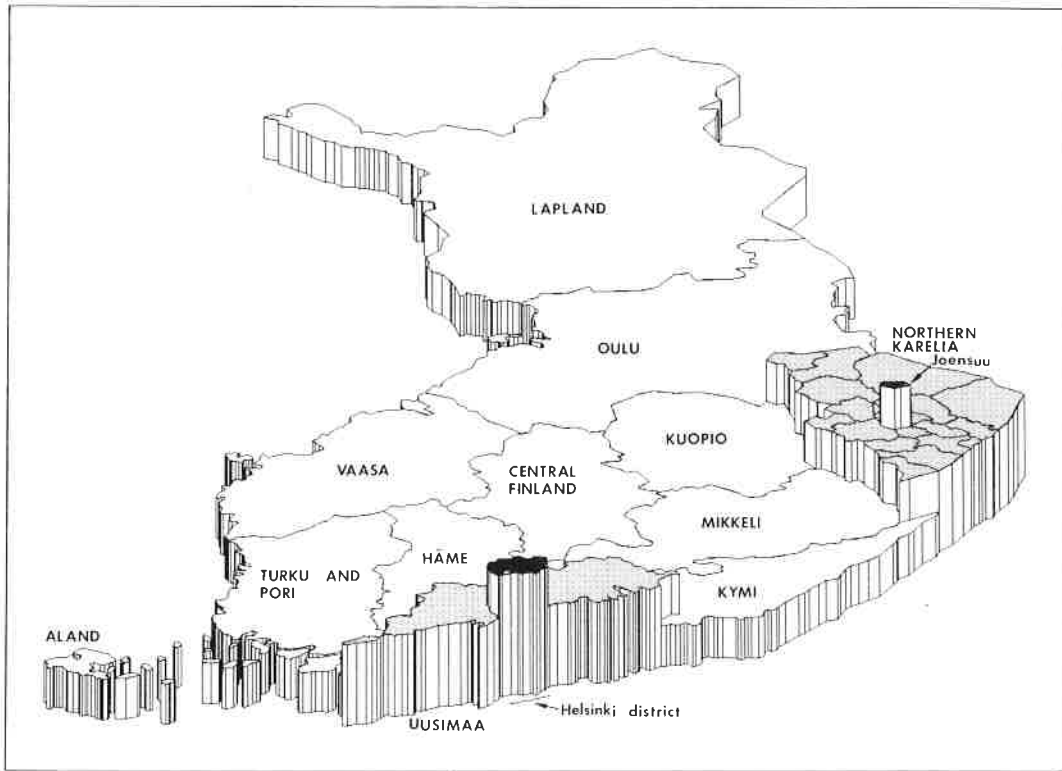 LAPLAND
NORTHERN
KARELIA
Joensuu
OULU
KUOPIO
VAASA
CENTRAL
FINLAND
MIKKELI
HÄME
TURKU AND
PORI
KYMI
ALAND
Helsinki district
UUSIMAA